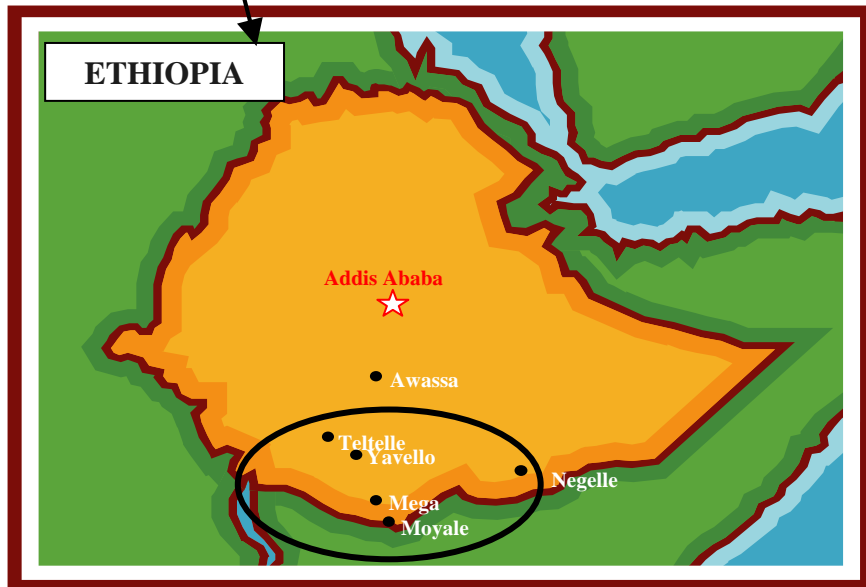 ETHIOPIA
Addis Ababa
Awassa
Teltelle
Yavello
Negelle
Mega
Moyale